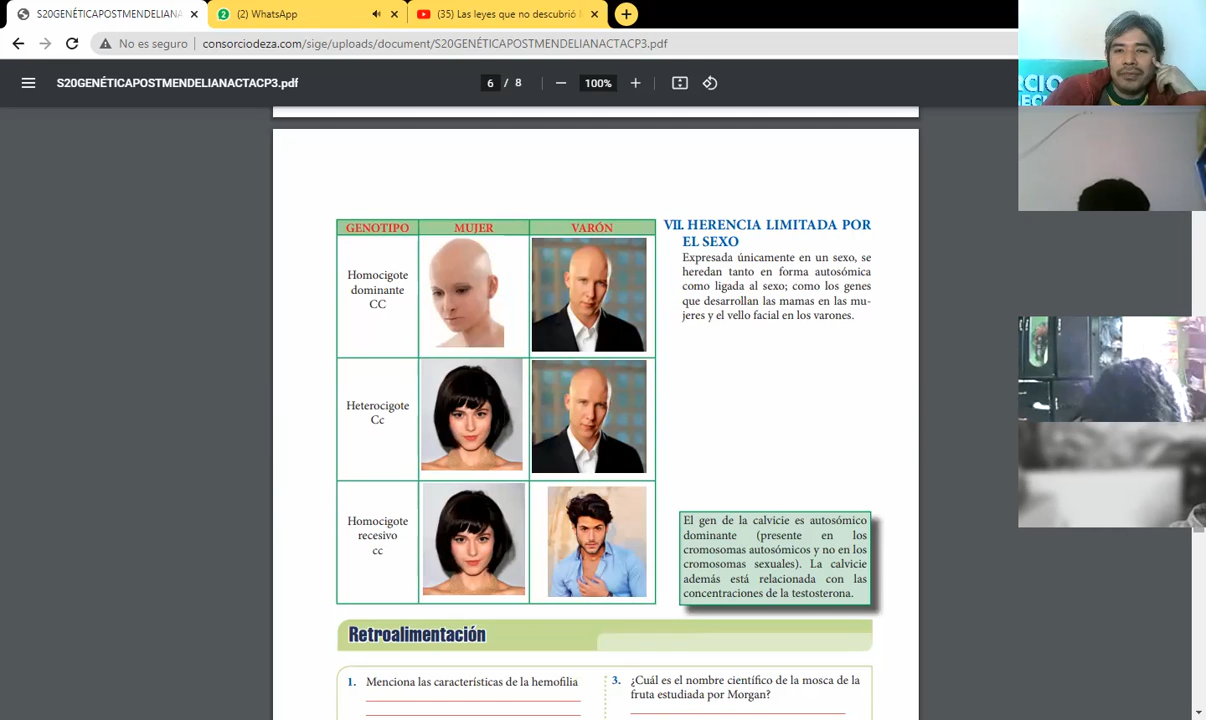 S20GENÉTICAPOSTMENDELIANA
(2) WhatsApp
(35) Las leyes que no descubrió
No es seguro
consorciodeza.com/sige/uploads/document/S20GENÉTICAPOSTMENDELIANACTACP3.pdf
S20GENÉTICAPOSTMENDELIANACTACP3.pdf
6 / 8
100%
GENOTIPO MUJER VARÓN
Homocigote
dominante
CC
Heterocigote
Cc
Homocigote
recesivo
cc
VII. HERENCIA LIMITADA POR
EL SEXO
Expresada únicamente en un sexo, se
heredan tanto en forma autosómica
como ligada al sexo; como los genes
que desarrollan las mamas en las mu-
jeres y el vello facial en los varones.
El gen de la calvicie es autosómico
dominante (presente en los
cromosomas autosómicos y no en los
cromosomas sexuales). La calvicie
además está relacionada con las
concentraciones de la testosterona.
Retroalimentación
1. Menciona las características de la hemofilia
3. ¿Cuál es el nombre científico de la mosca de la
fruta estudiada por Morgan?